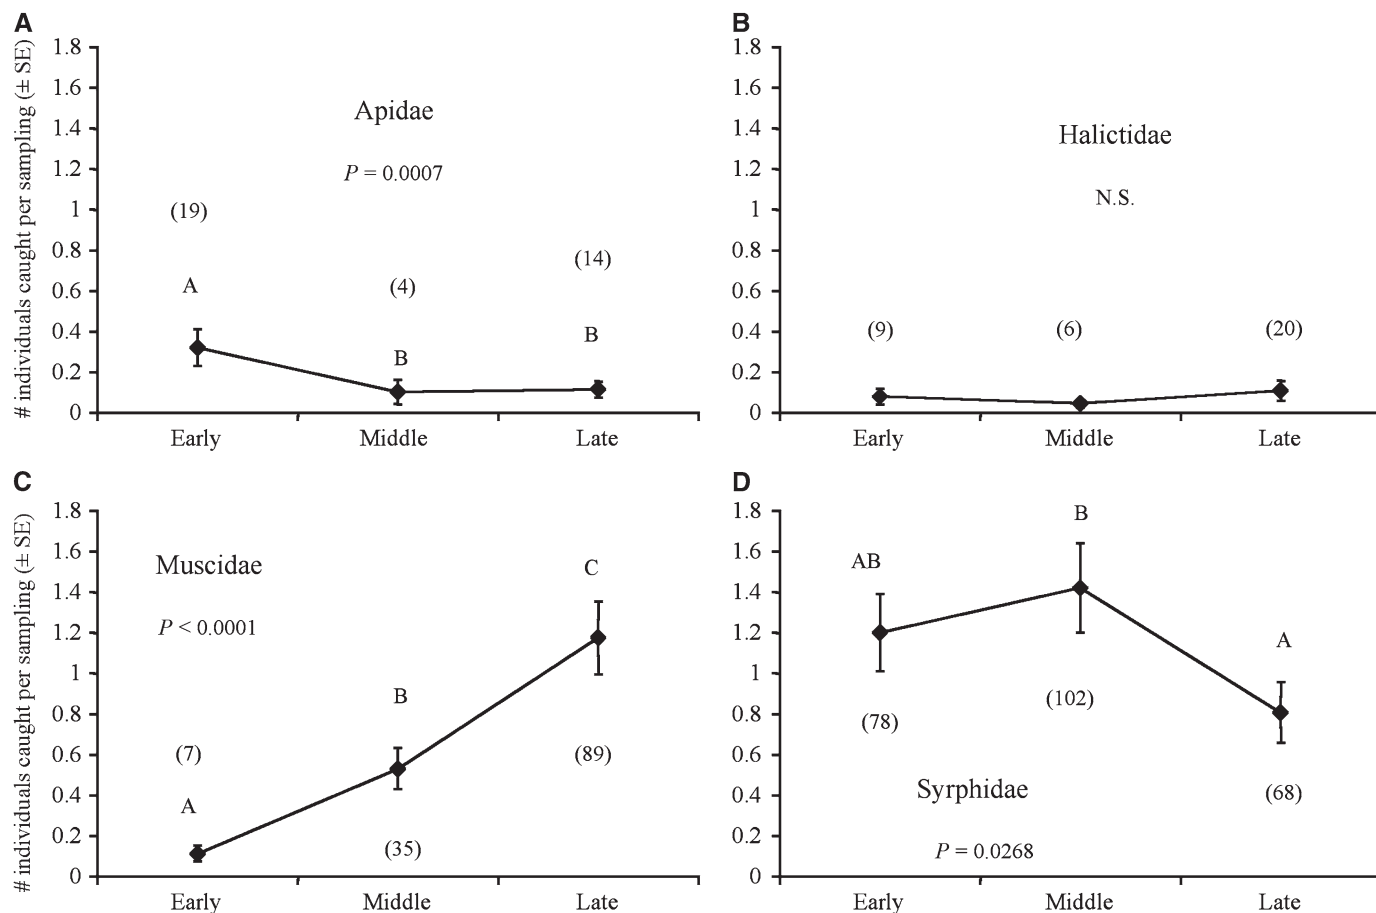 A
# individuals caught per sampling (± SE)
1.8
1.6
1.4
1.2
1
0.8
0.6
0.4
0.2
0
Apidae
P = 0.0007
(19)
(4)
(14)
A
B
B
Early Middle Late
B
1.8
1.6
1.4
1.2
1
0.8
0.6
0.4
0.2
0
Halictidae
N.S.
(9)
(6)
(20)
Early Middle Late
C
# individuals caught per sampling (± SE)
1.8
1.6
1.4
1.2
1
0.8
0.6
0.4
0.2
0
Muscidae
P < 0.0001
C
B
(7)
(89)
A
(35)
Early Middle Late
D
1.8
1.6
1.4
1.2
1
0.8
0.6
0.4
0.2
0
B
AB
A
(102)
(78)
Syrphidae
(68)
P = 0.0268
Early Middle Late